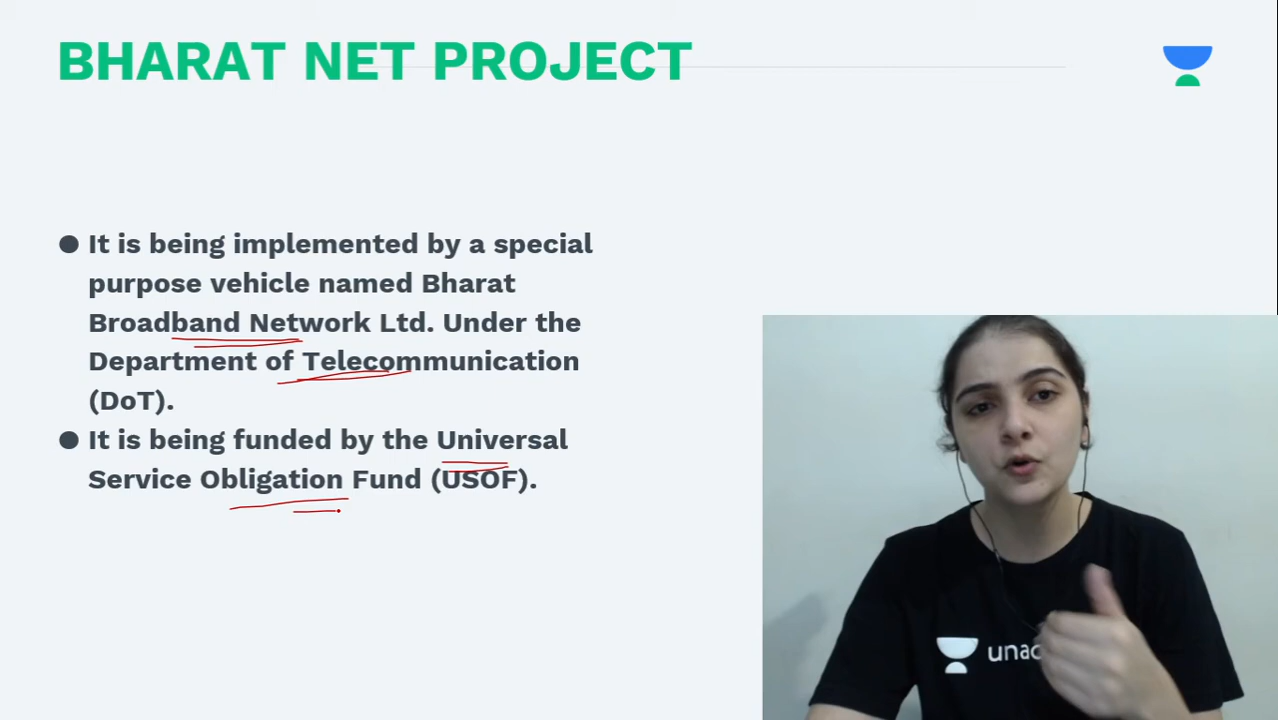 BHARAT NET PROJECT
● It is being implemented by a special
purpose vehicle named Bharat
Broadband Network Ltd. Under the
Department of Telecommunication
(DoT).
● It is being funded by the Universal
Service Obligation Fund (USOF).